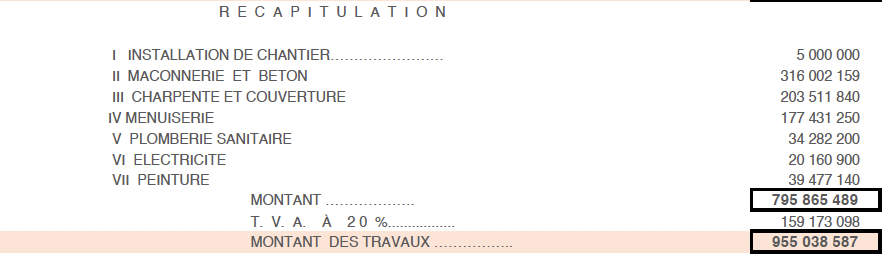 R E C A P I T U L A T I O N
I INSTALLATION DE CHANTIER…………………… 5 000 000
II MACONNERIE ET BETON 316 002 159
III CHARPENTE ET COUVERTURE 203 511 840
IV MENUISERIE 177 431 250
V PLOMBERIE SANITAIRE 34 282 200
VI ELECTRICITE 20 160 900
VII PEINTURE 39 477 140
MONTANT ………………. 795 865 489
T. V. A. À 2 0 %................. 159 173 098
MONTANT DES TRAVAUX …………….. 955 038 587